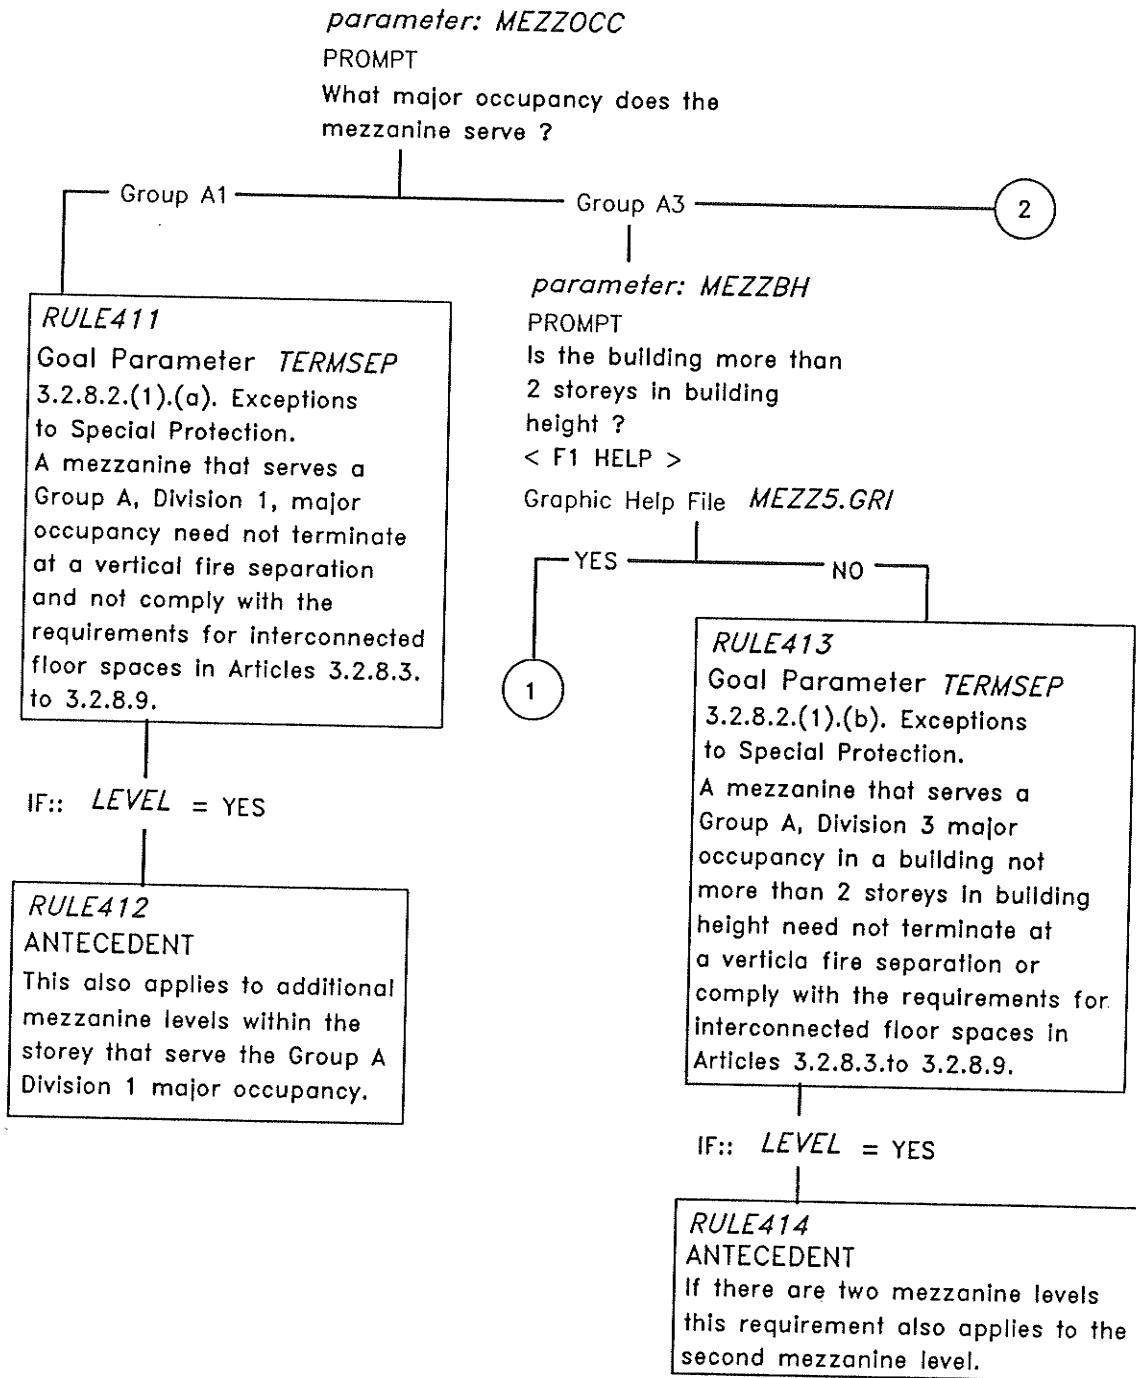 parameter: MEZZOCC
PROMPT
What major occupancy does the
mezzanine serve ?
Group A1
Group A3
2
RULE411
Goal Parameter TERMSEP
3.2.8.2.(1).(a). Exceptions
to Special Protection.
A mezzanine that serves a
Group A, Division 1, major
occupancy need not terminate
at a vertical fire separation
and not comply with the
requirements for interconnected
floor spaces in Articles 3.2.8.3.
to 3.2.8.9.
IF:: LEVEL = YES
RULE412
ANTECEDENT
This also applies to additional
mezzanine levels within the
storey that serve the Group A
Division 1 major occupancy.
parameter: MEZZBH
PROMPT
Is the building more than
2 storeys in building
height ?
< F1 HELP >
Graphic Help File MEZZ5.GRI
YES
NO
1
RULE413
Goal Parameter TERMSEP
3.2.8.2.(1).(b). Exceptions
to Special Protection.
A mezzanine that serves a
Group A, Division 3 major
occupancy in a building not
more than 2 storeys in building
height need not terminate at
a verticla fire separation or
comply with the requirements for
interconnected floor spaces in
Articles 3.2.8.3.to 3.2.8.9.
IF:: LEVEL = YES
RULE414
ANTECEDENT
If there are two mezzanine levels
this requirement also applies to the
second mezzanine level.